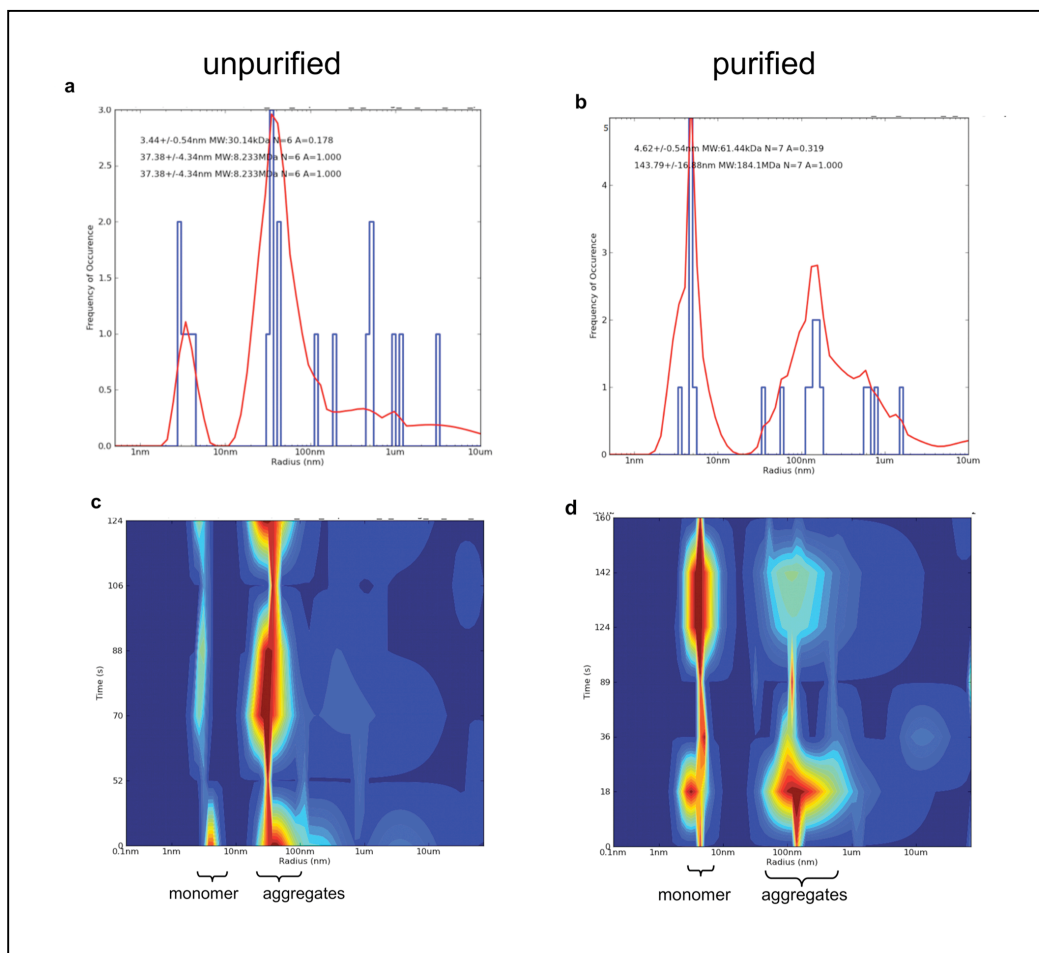 unpurified
purified
a
b
3.0
2.5
2.0
1.5
1.0
0.5
0.0
Frequency of Occurence
3.44+/-0.54nm MW:30.14kDa N=6 A=0.178
37.38+/-4.34nm MW:8.233MDa N=6 A=1.000
37.38+/-4.34nm MW:8.233MDa N=6 A=1.000
1nm 10nm 100nm 1um 10um
Radius (nm)
5
4
3
2
1
0
Frequency of Occurence
4.62+/-0.54nm MW:61.44kDa N=7 A=0.319
143.79+/-16.88nm MW:184.1MDa N=7 A=1.000
1nm 10nm 100nm 1um 10um
Radius (nm)
c
d
124
106
88
70
52
0
Time (s)
0.1nm 1nm 10nm 100nm 1um 10um
Radius (nm)
monomer aggregates
160
142
124
89
36
18
0
Time (s)
0.1nm 1nm 10nm 100nm 1um 10um
Radius (nm)
monomer aggregates